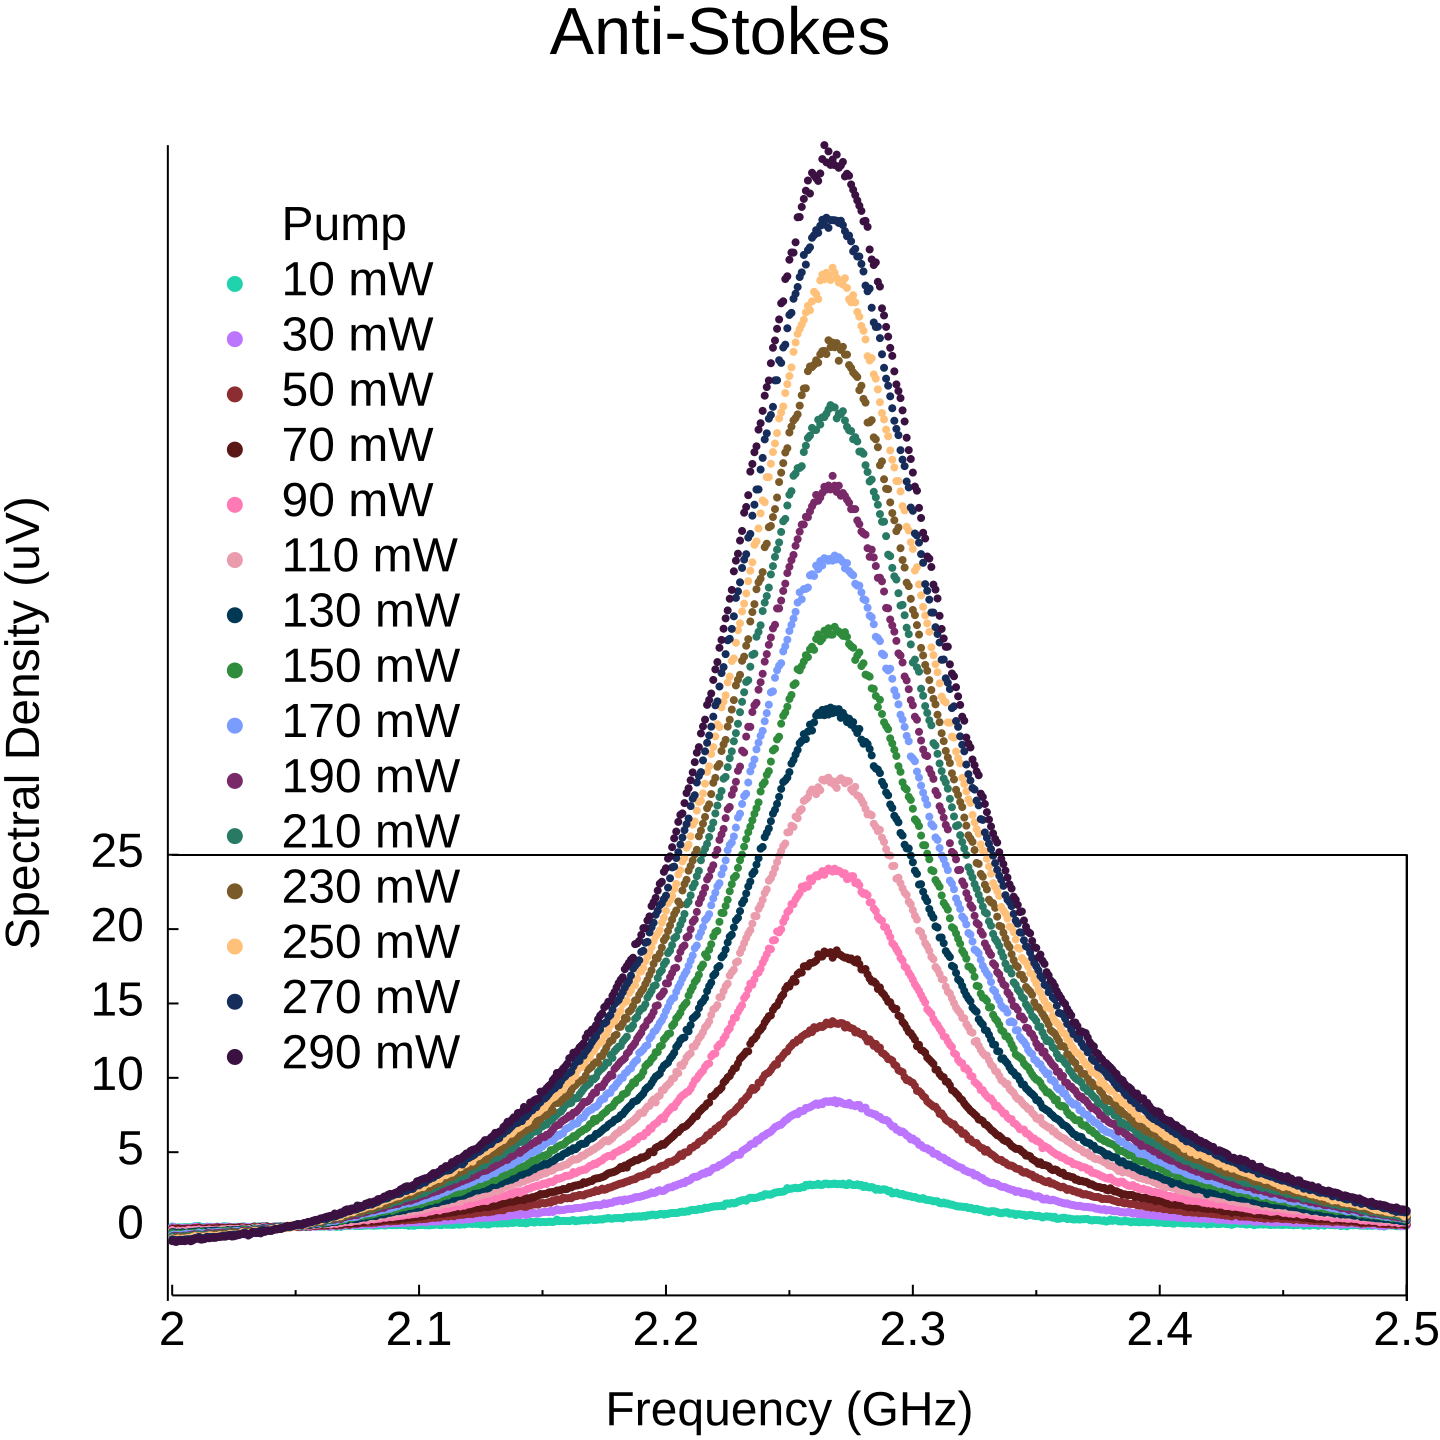 Anti-Stokes
Pump
10 mW
30 mW
50 mW
70 mW
90 mW
110 mW
130 mW
150 mW
170 mW
190 mW
210 mW
230 mW
250 mW
270 mW
290 mW
Spectral Density (uV)
25
20
15
10
5
0
2 2.1 2.2 2.3 2.4 2.5
Frequency (GHz)